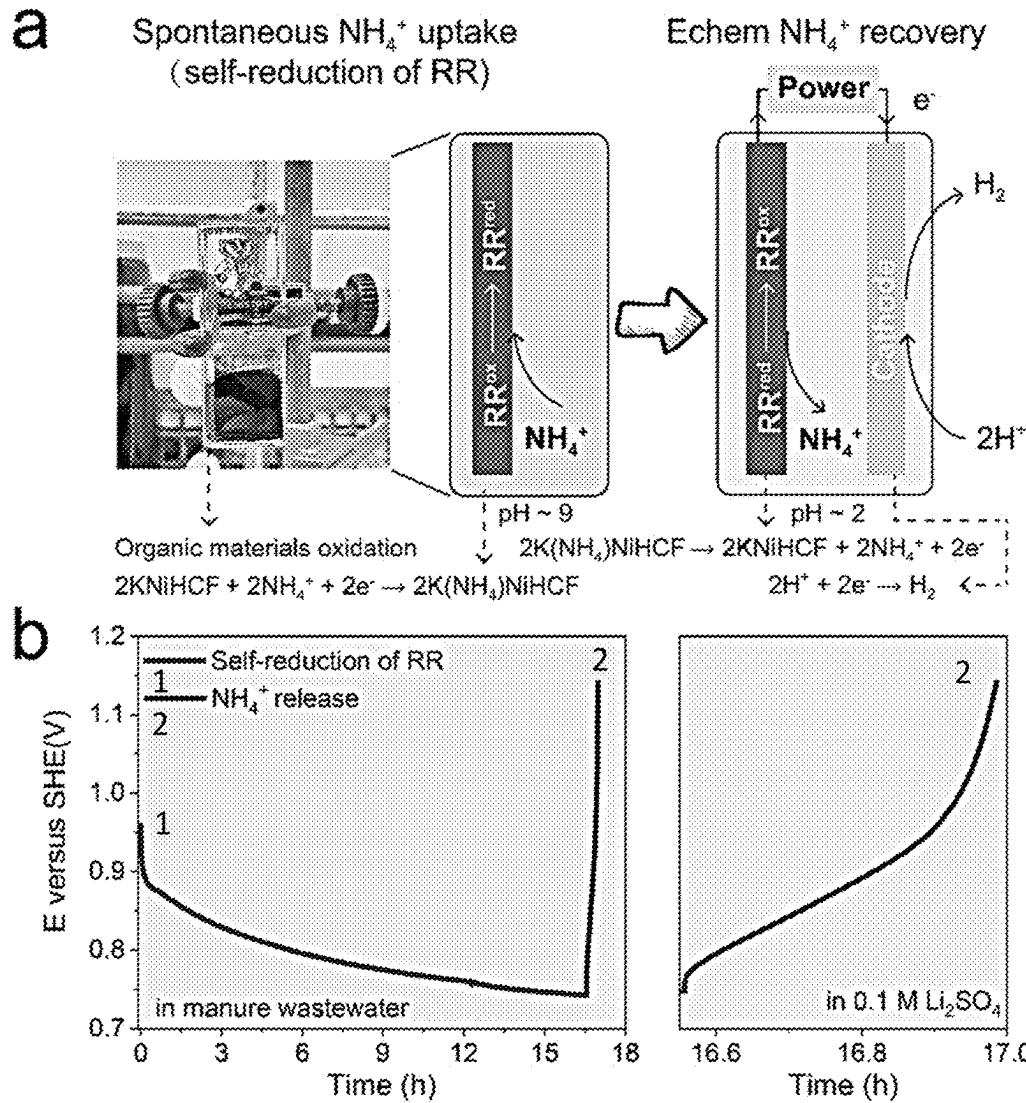 a
Spontaneous NH₄⁺ uptake
(self-reduction of RR)
Echem NH₄⁺ recovery
Power
e⁻
H₂
RRᵒˣ → RRʳᵉᵈ
NH₄⁺
RRʳᵉᵈ → RRᵒˣ
NH₄⁺
Cathode
2H⁺
pH ~ 9
pH ~ 2
Organic materials oxidation
2KNiHCF + 2NH₄⁺ + 2e⁻ → 2K(NH₄)NiHCF
2K(NH₄)NiHCF → 2KNiHCF + 2NH₄⁺ + 2e⁻
2H⁺ + 2e⁻ → H₂
b
E versus SHE(V)
1.2
1.1
1.0
0.9
0.8
0.7
Self-reduction of RR
1
NH₄⁺ release
2
1
2
in manure wastewater
0 3 6 9 12 15 18
Time (h)
2
in 0.1 M Li₂SO₄
16.6 16.8 17.0
Time (h)